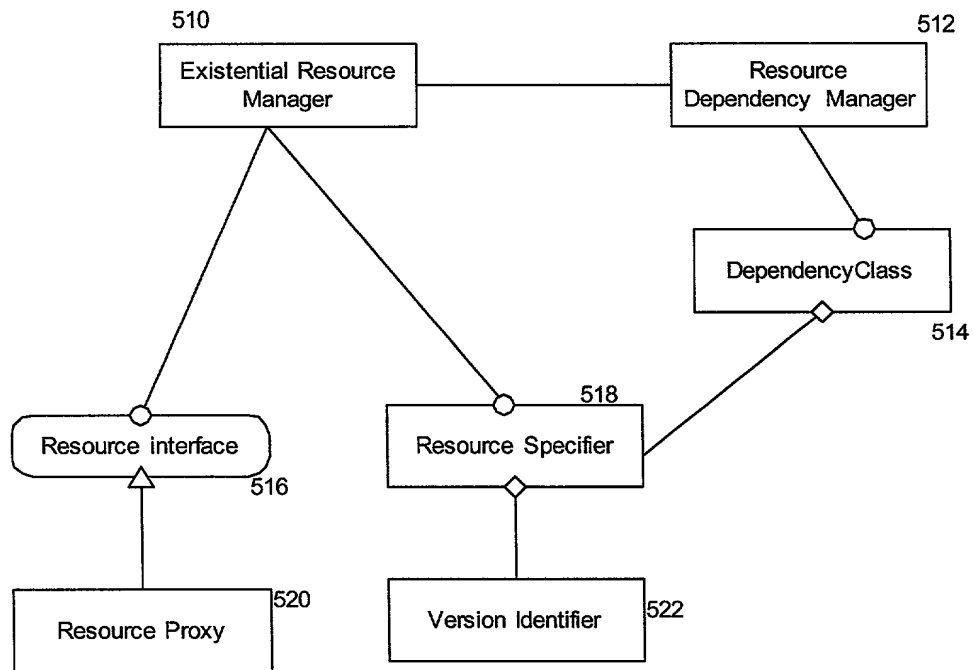 510
512
Existential Resource
Manager
Resource
Dependency Manager
DependencyClass
514
518
Resource interface
516
Resource Specifier
520
Resource Proxy
Version Identifier
522